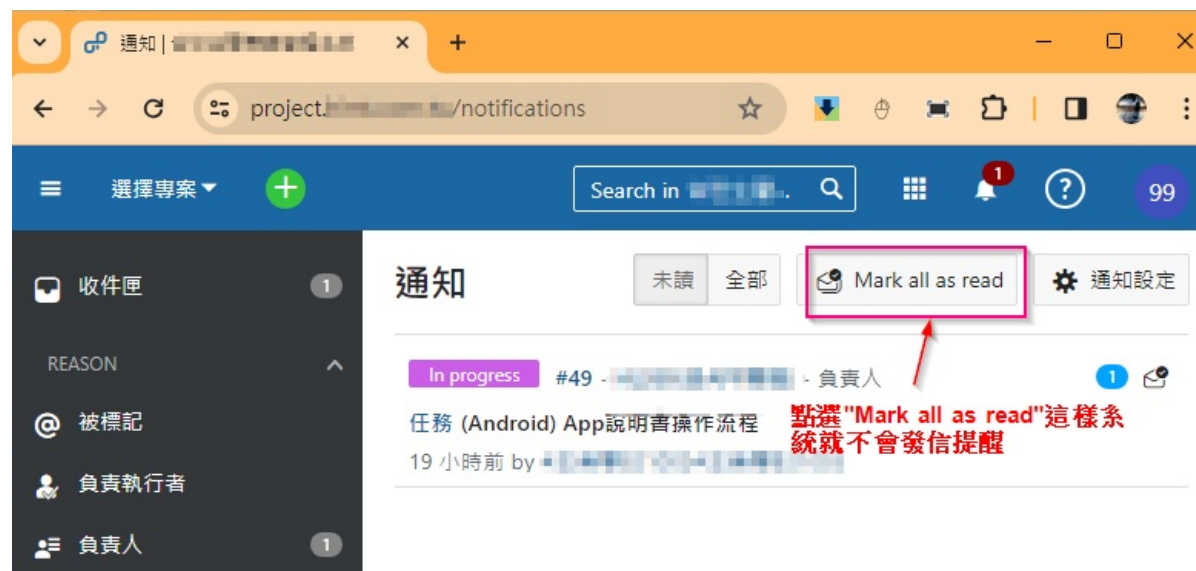 通知 |
project. /notifications
選擇專案
Search in ..
1
99
收件匣 1
REASON
被標記
負責執行者
負責人 1
通知
未讀 全部 Mark all as read 通知設定
In progress #49 - - 負責人 1
任務 (Android) App說明書操作流程
19 小時前 by
點選"Mark all as read"這樣系
統就不會發信提醒